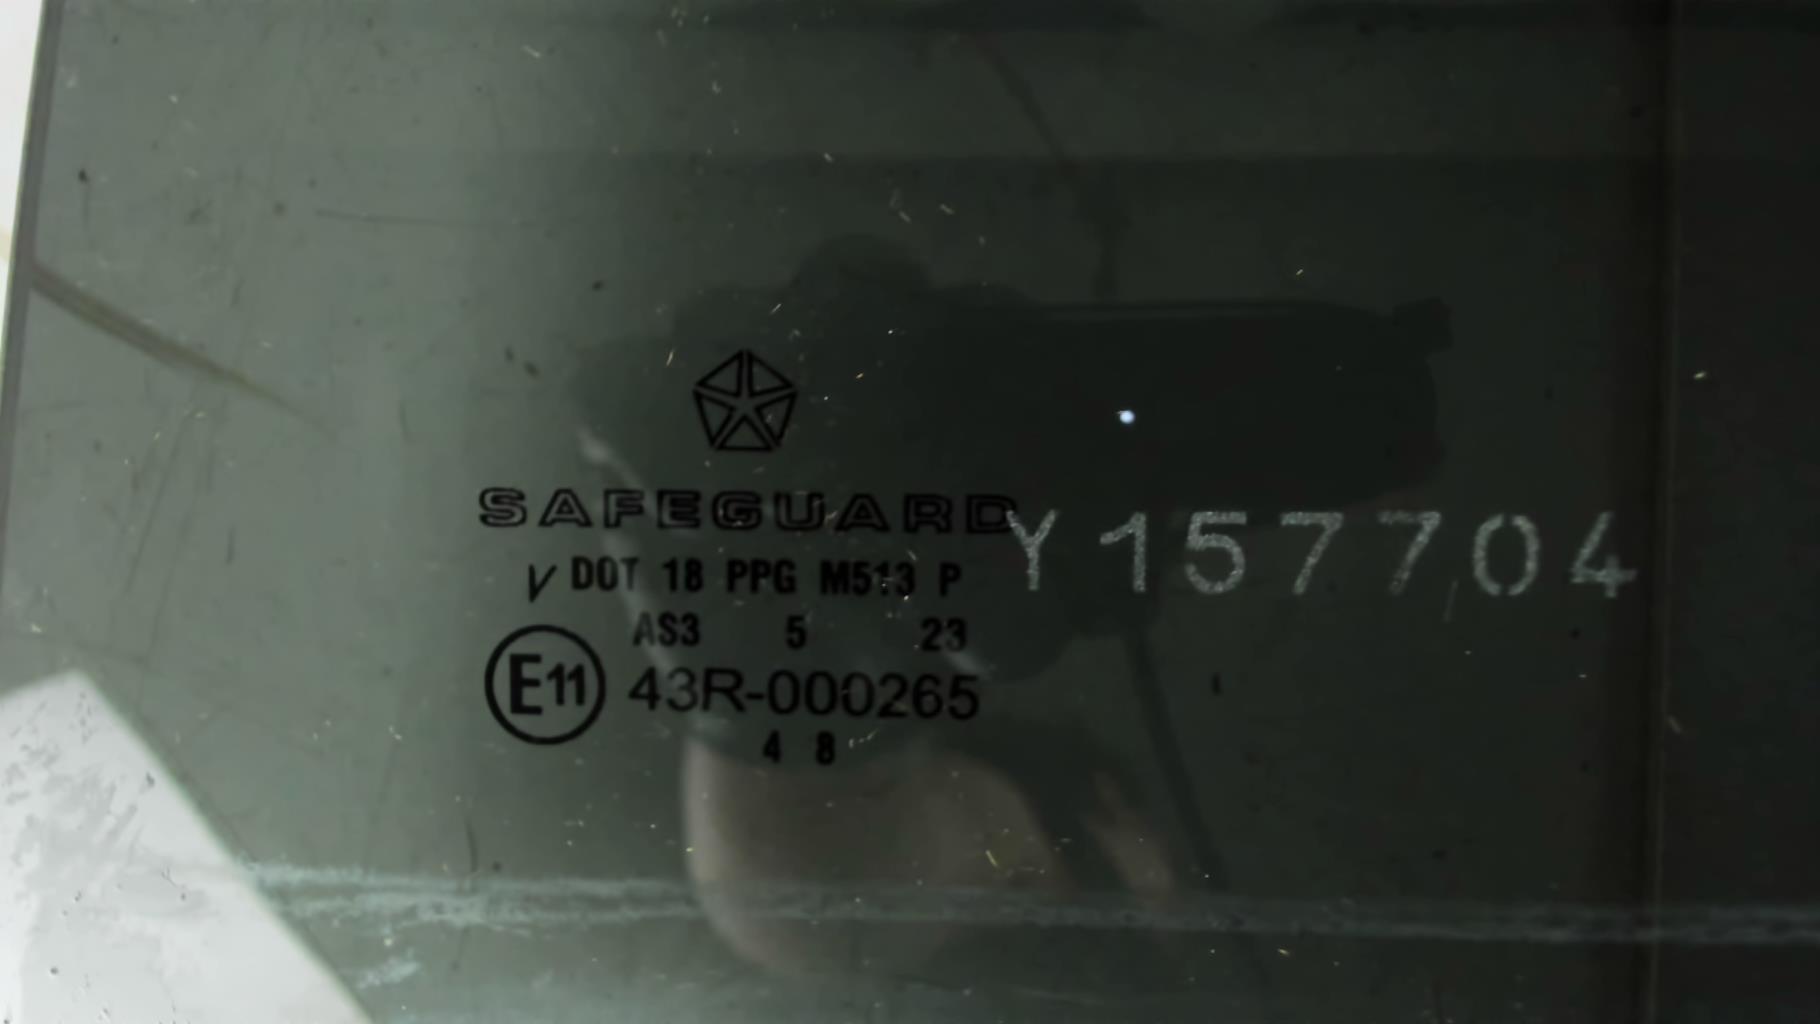 SAFEGUARD
Y157704
V DOT 18 PPG M513 P
AS3 5 23
E11 43R-000265
4 8